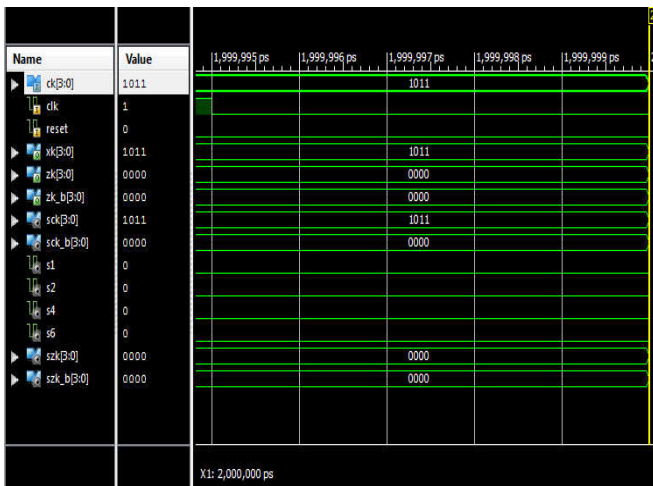 Name Value 1,999,995 ps 1,999,996 ps 1,999,997 ps 1,999,998 ps 1,999,999 ps
ck[3:0] 1011 1011
clk 1
reset 0
xk[3:0] 1011 1011
zk[3:0] 0000 0000
zk_b[3:0] 0000 0000
sck[3:0] 1011 1011
sck_b[3:0] 0000 0000
s1 0
s2 0
s4 0
s6 0
szk[3:0] 0000 0000
szk_b[3:0] 0000 0000
X1: 2,000,000 ps